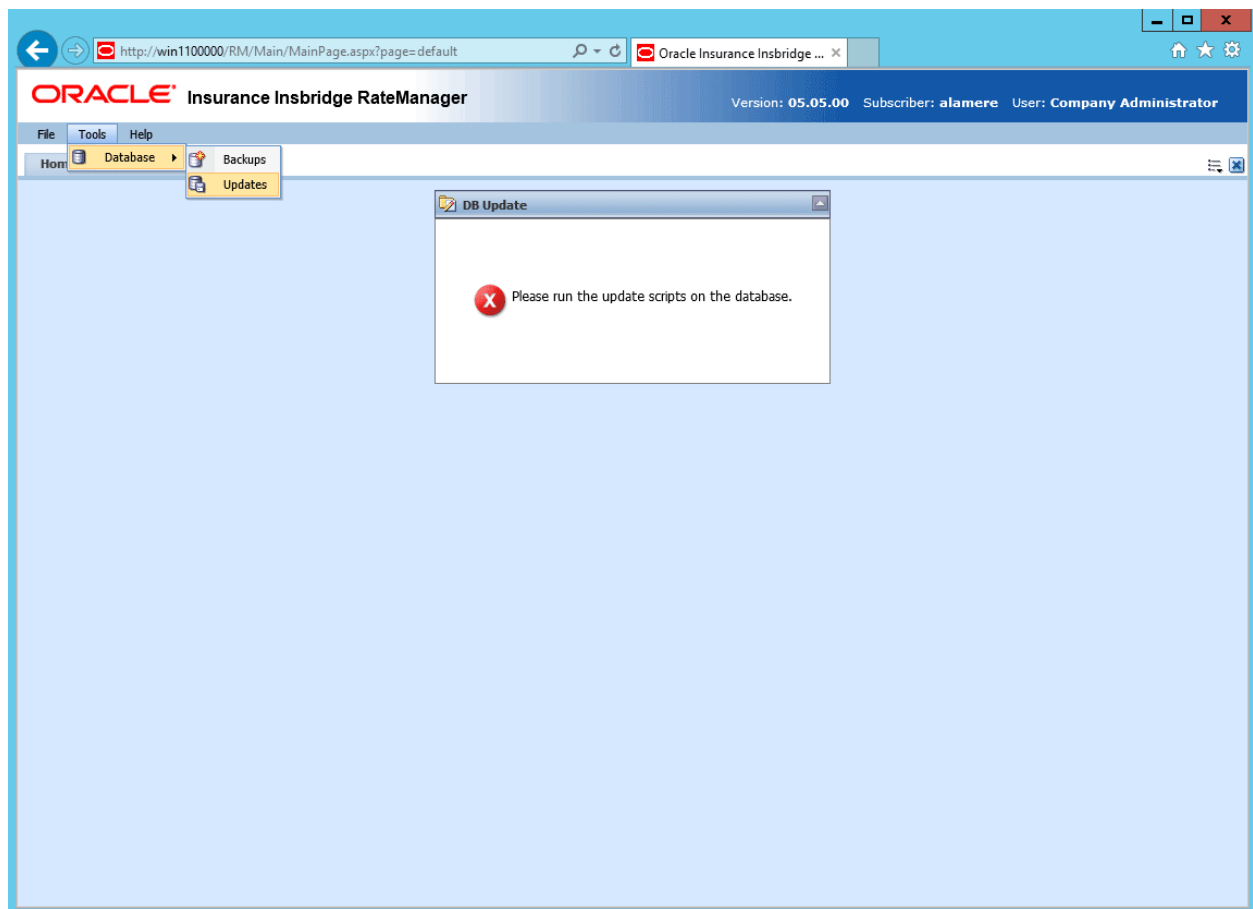 X
http://win1100000/RM/Main/MainPage.aspx?page=default
Oracle Insurance Insbridge ... ×
ORACLE' Insurance Insbridge RateManager
Version: 05.05.00 Subscriber: alamere User: Company Administrator
File Tools Help
Hom
Database
Backups
Updates
DB Update
Please run the update scripts on the database.